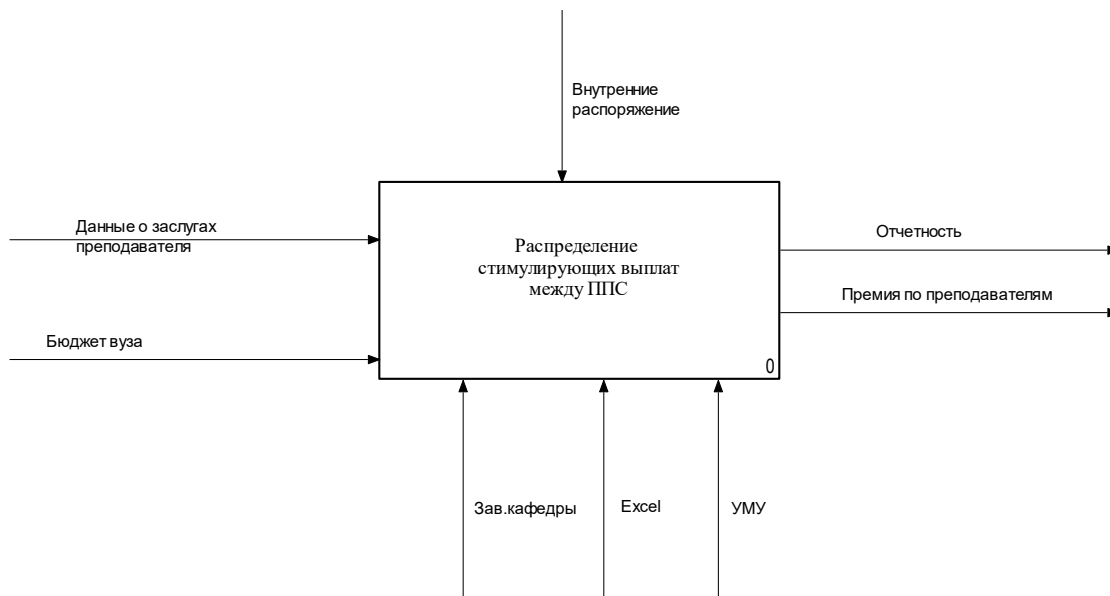 Внутренние
распоряжение
Данные о заслугах
преподавателя
Распределение
стимулирующих выплат
между ППС
Отчетность
Премия по преподавателям
Бюджет вуза
0
Зав.кафедры
Excel
УМУ